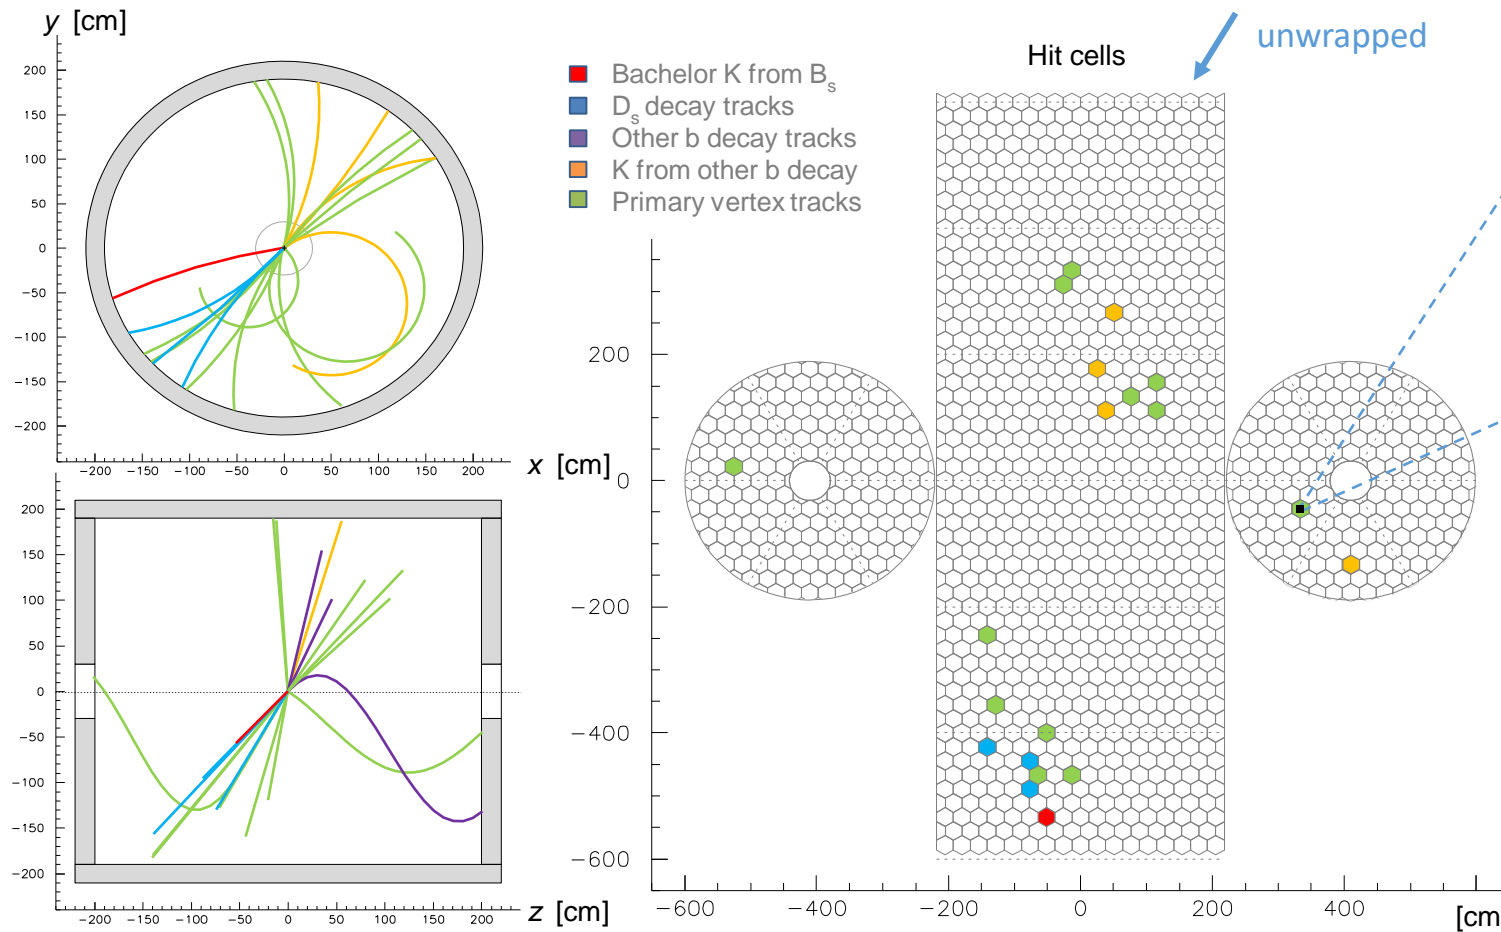 y [cm]
200
150
100
50
0
−50
−100
−150
−200
−200 −150 −100 −50 0 50 100 150 200
x [cm]
200
150
100
50
0
−50
−100
−150
−200
−200 −150 −100 −50 0 50 100 150 200
z [cm]
Bachelor K from Bs
Ds decay tracks
Other b decay tracks
K from other b decay
Primary vertex tracks
Hit cells
unwrapped
200
0
−200
−400
−600
−600 −400 −200 0 200 400
[cm